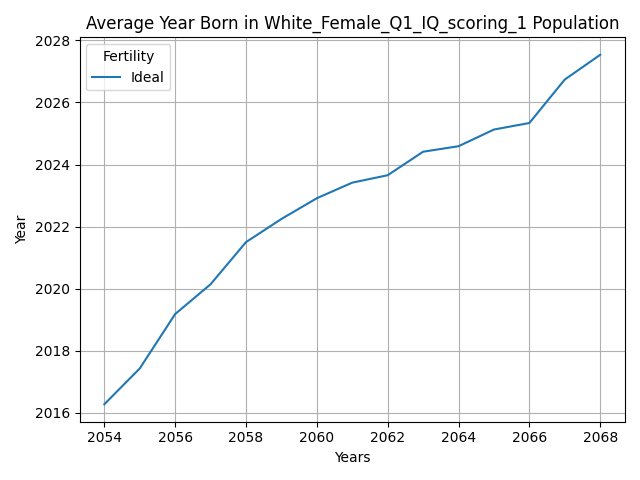 Average Year Born in White_Female_Q1_IQ_scoring_1 Population
2028
2026
2024
2022
2020
2018
2016
Year
Fertility
Ideal
2054 2056 2058 2060 2062 2064 2066 2068
Years